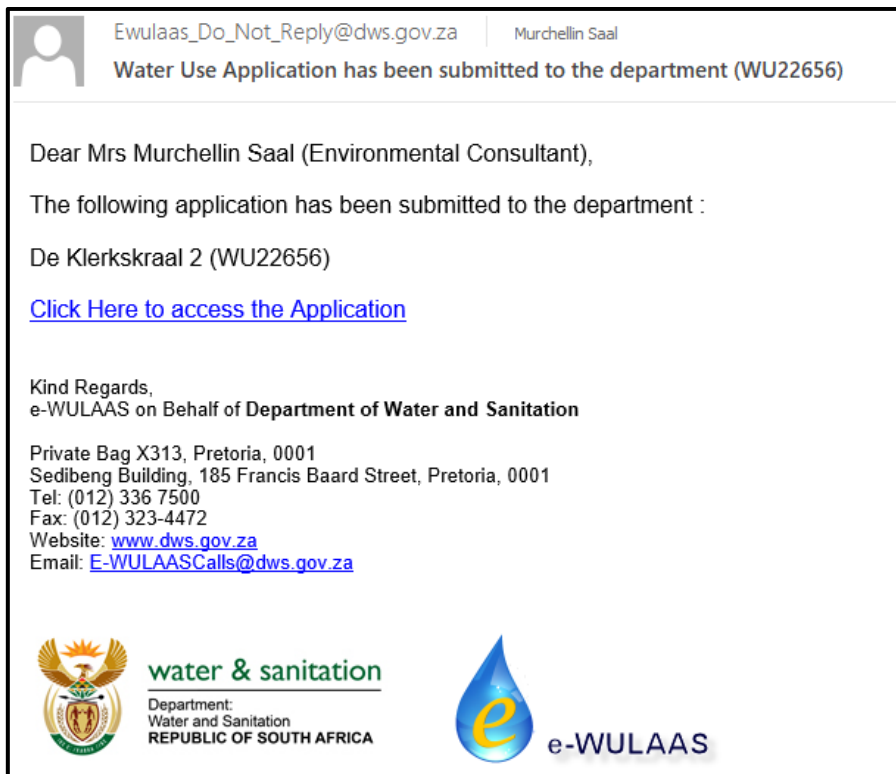 Ewulaas_Do_Not_Reply@dws.gov.za Murchellin Saal
Water Use Application has been submitted to the department (WU22656)
Dear Mrs Murchellin Saal (Environmental Consultant),
The following application has been submitted to the department :
De Klerkskraal 2 (WU22656)
Click Here to access the Application
Kind Regards,
e-WULAAS on Behalf of Department of Water and Sanitation
Private Bag X313, Pretoria, 0001
Sedibeng Building, 185 Francis Baard Street, Pretoria, 0001
Tel: (012) 336 7500
Fax: (012) 323-4472
Website: www.dws.gov.za
Email: E-WULAASCalls@dws.gov.za
water & sanitation
Department:
Water and Sanitation
REPUBLIC OF SOUTH AFRICA
e
e-WULAAS